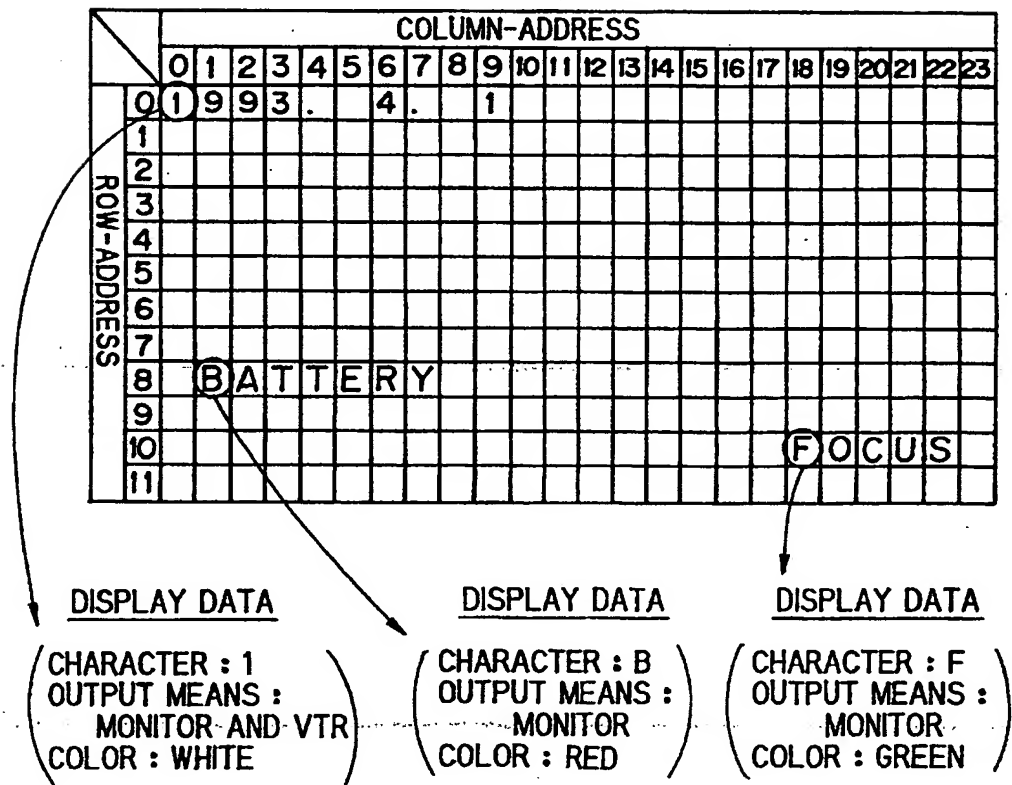 COLUMN-ADDRESS
0 1 2 3 4 5 6 7 8 9 10 11 12 13 14 15 16 17 18 19 20 21 22 23
ROW-ADDRESS
0 1 9 9 3 . 4 . 1
1
2
3
4
5
6
7
8 B A T T E R Y
9
10 F O C U S
11
DISPLAY DATA
CHARACTER : 1
OUTPUT MEANS :
MONITOR AND VTR
COLOR : WHITE
DISPLAY DATA
CHARACTER : B
OUTPUT MEANS :
MONITOR
COLOR : RED
DISPLAY DATA
CHARACTER : F
OUTPUT MEANS :
MONITOR
COLOR : GREEN